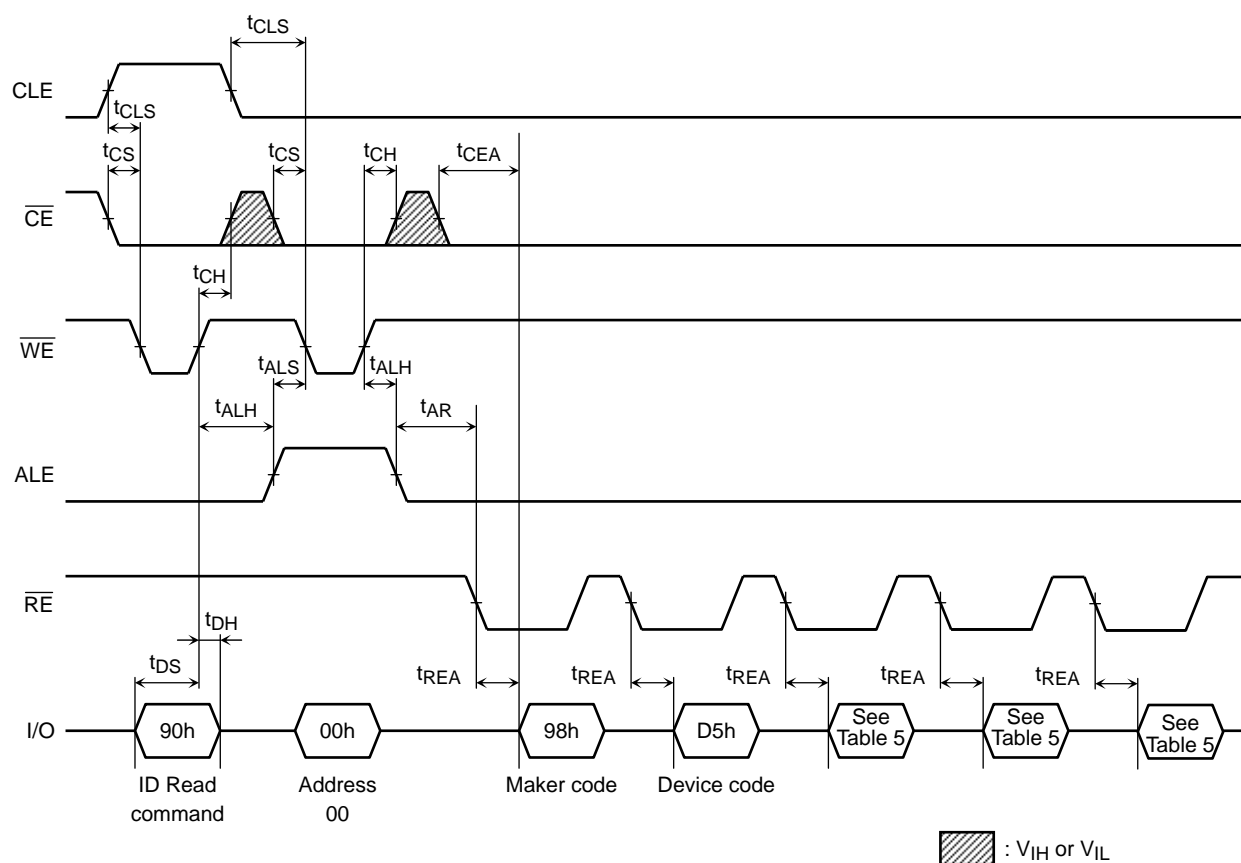 tCLS
CLE
tCLS
tCS
tCS
tCH
tCEA
CE
tCH
WE
tALS
tALH
tALH
tAR
ALE
RE
tDH
tDS
tREA
tREA
tREA
tREA
tREA
I/O
90h
00h
98h
D5h
See
Table 5
See
Table 5
See
Table 5
ID Read
command
Address
00
Maker code
Device code
: VIH or VIL